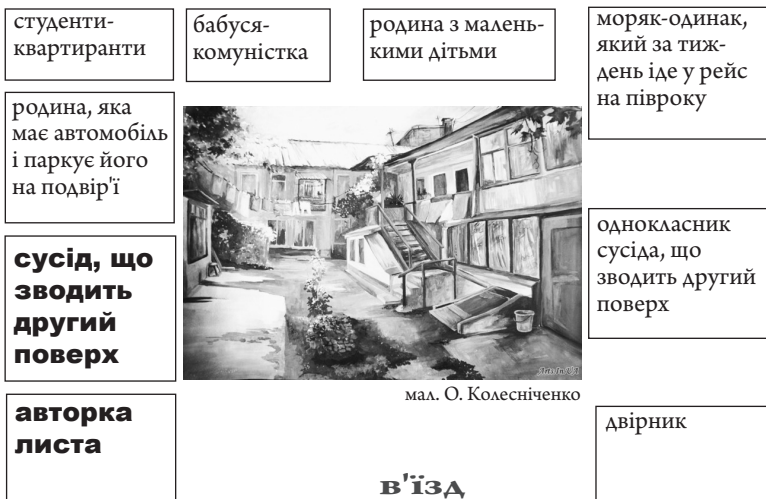 студенти-
квартиранти
бабуся-
комуністка
родина з малень-
кими дітьми
моряк-одинак,
який за тиж-
день іде у рейс
на півроку
родина, яка
має автомобіль
і паркує його
на подвір'ї
сусід, що
зводить
другий
поверх
однокласник
сусіда, що
зводить другий
поверх
мал. О. Колесніченко
авторка
листа
двірник
в'їзд